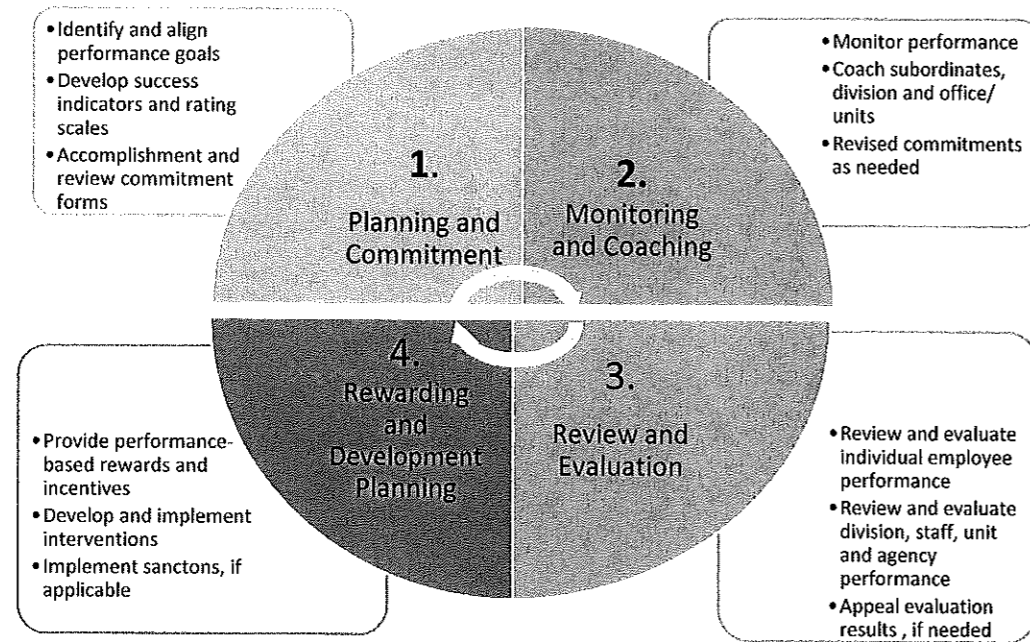 • Identify and align
performance goals
• Develop success
indicators and rating
scales
• Accomplishment and
review commitment
forms
1.
Planning and
Commitment
2.
Monitoring
and Coaching
• Monitor performance
• Coach subordinates,
division and office/
units
• Revised commitments
as needed
• Provide performance-
based rewards and
incentives
• Develop and implement
interventions
• Implement sanctons, if
applicable
4.
Rewarding
and
Development
Planning
3.
Review and
Evaluation
• Review and evaluate
individual employee
performance
• Review and evaluate
division, staff, unit
and agency
performance
• Appeal evaluation
results , if needed